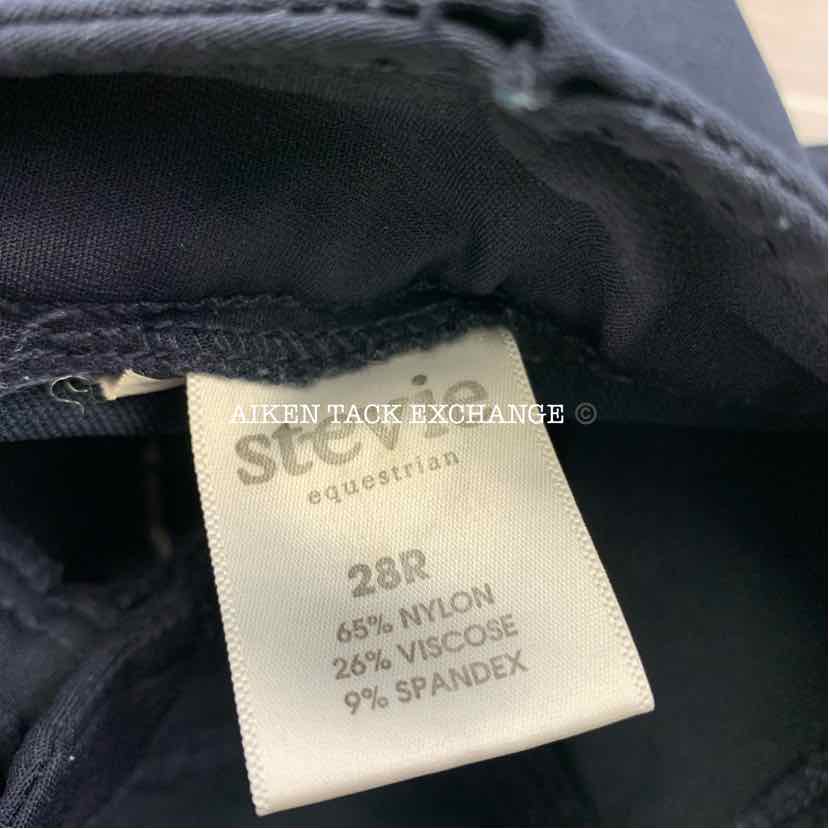 AIKEN TACK EXCHANGE ©
stevie
equestrian
28R
65% NYLON
26% VISCOSE
9% SPANDEX